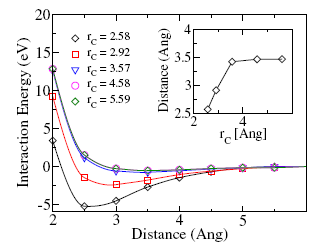 20
15
10
5
0
-5
Interaction Energy (eV)
r_C = 2.58
r_C = 2.92
r_C = 3.57
r_C = 4.58
r_C = 5.59
4
3.5
3
2.5
Distance (Ang)
2 4
r_C [Ang]
2 3 4 5
Distance (Ang)